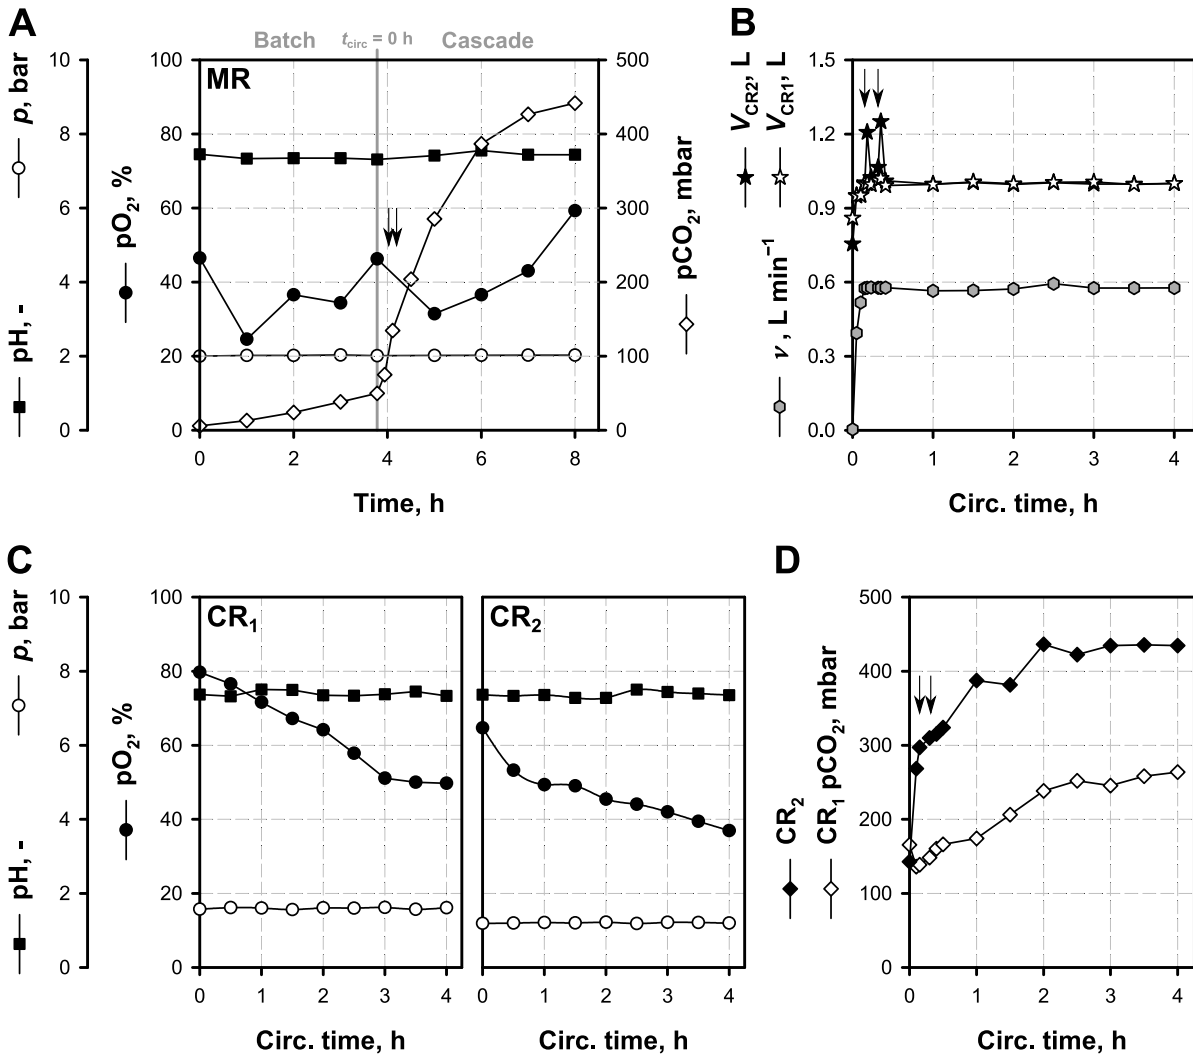 A
Batch
t circ = 0 h
Cascade
MR
10
8
6
4
2
0
p, bar
pH, -
100
80
60
40
20
0
pO2, %
500
400
300
200
100
0
pCO2, mbar
0
2
4
6
8
Time, h
B
VCR2, L
VCR1, L
ν, L min−1
1.5
1.2
0.9
0.6
0.3
0.0
0
1
2
3
4
Circ. time, h
C
CR1
CR2
10
8
6
4
2
0
p, bar
pH, -
100
80
60
40
20
0
pO2, %
0
1
2
3
4
Circ. time, h
0
1
2
3
4
Circ. time, h
D
CR2
CR1 pCO2, mbar
500
400
300
200
100
0
0
1
2
3
4
Circ. time, h